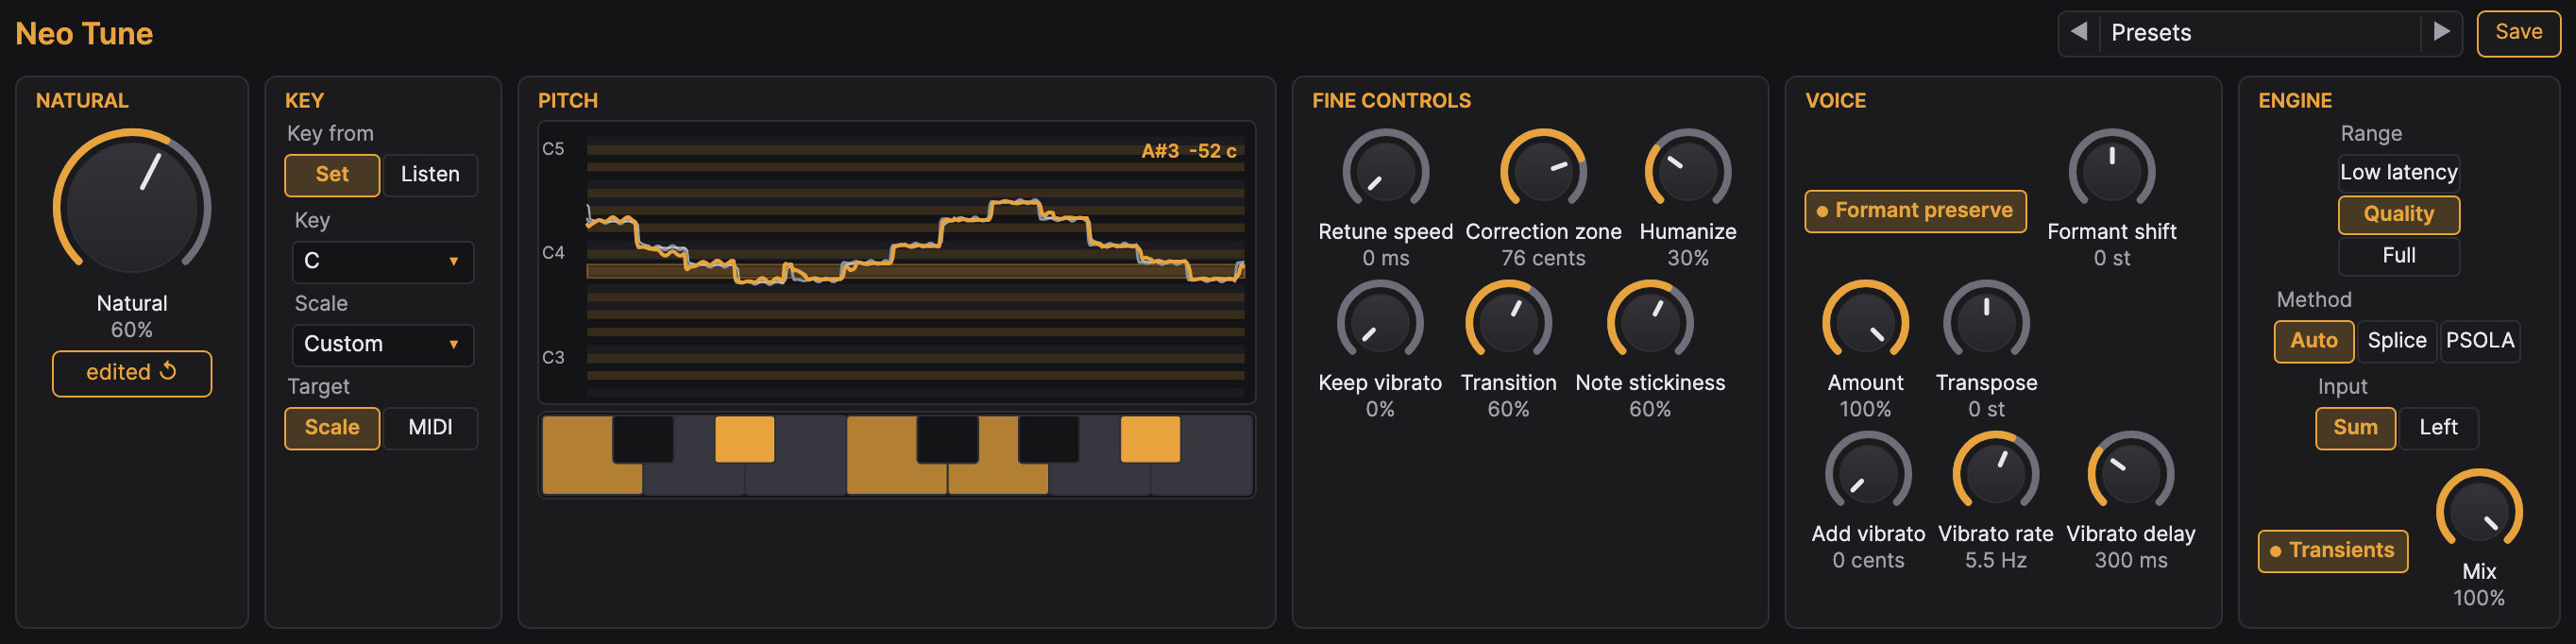 Neo Tune
Presets
Save
NATURAL
Natural
60%
edited
KEY
Key from
Set Listen
Key
C
Scale
Custom
Target
Scale MIDI
PITCH
C5
A#3 -52 c
C4
C3
FINE CONTROLS
Retune speed Correction zone Humanize
0 ms 76 cents 30%
Keep vibrato Transition Note stickiness
0% 60% 60%
VOICE
Formant preserve
Formant shift
0 st
Amount Transpose
100% 0 st
Add vibrato Vibrato rate Vibrato delay
0 cents 5.5 Hz 300 ms
ENGINE
Range
Low latency
Quality
Full
Method
Auto Splice PSOLA
Input
Sum Left
Transients
Mix
100%